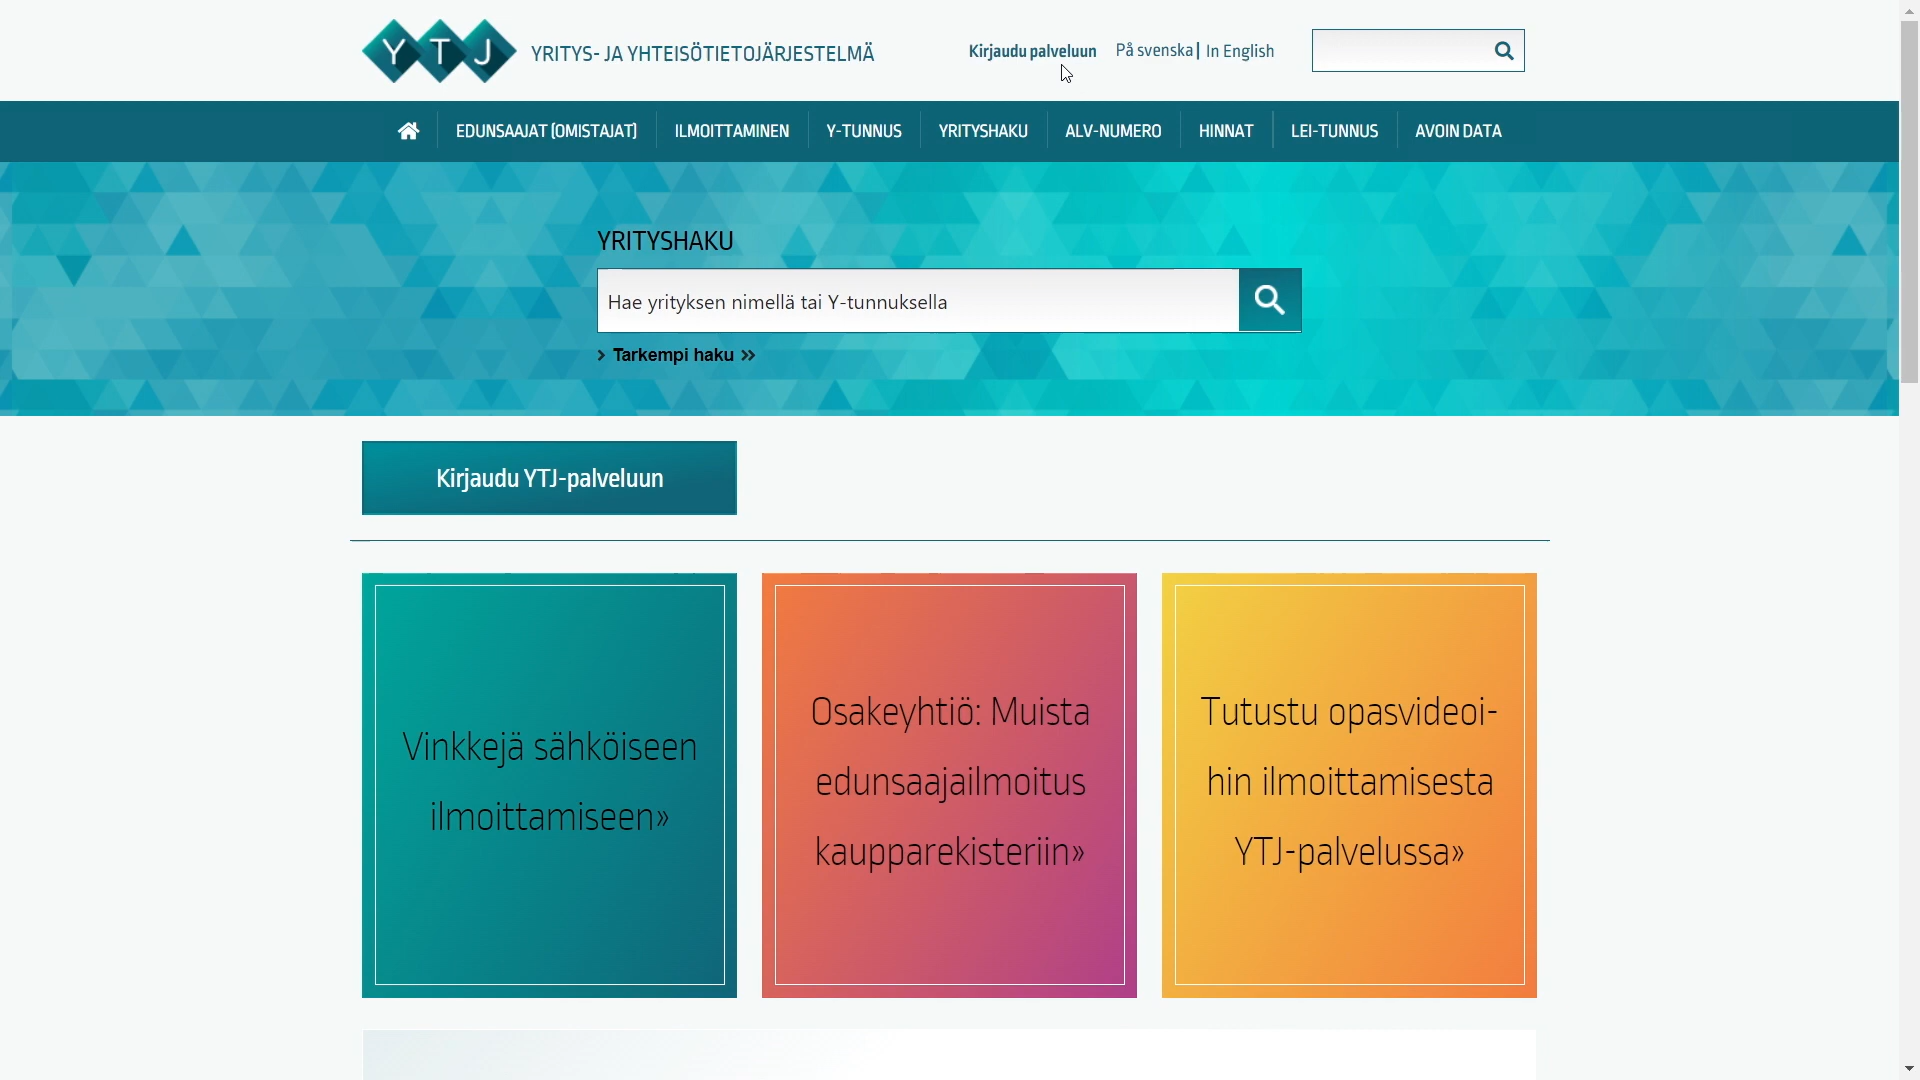 YTJ YRITYS- JA YHTEISÖTIETOJÄRJESTELMÄ
Kirjaudu palveluun På svenska | In English
EDUNSAAJAT (OMISTAJAT) ILMOITTAMINEN Y-TUNNUS YRITYSHAKU ALV-NUMERO HINNAT LEI-TUNNUS AVOIN DATA
YRITYSHAKU
Hae yrityksen nimellä tai Y-tunnuksella
> Tarkempi haku »
Kirjaudu YTJ-palveluun
Vinkkejä sähköiseen
ilmoittamiseen»
Osakeyhtiö: Muista
edunsaajailmoitus
kaupparekisteriin»
Tutustu opasvideoi-
hin ilmoittamisesta
YTJ-palvelussa»